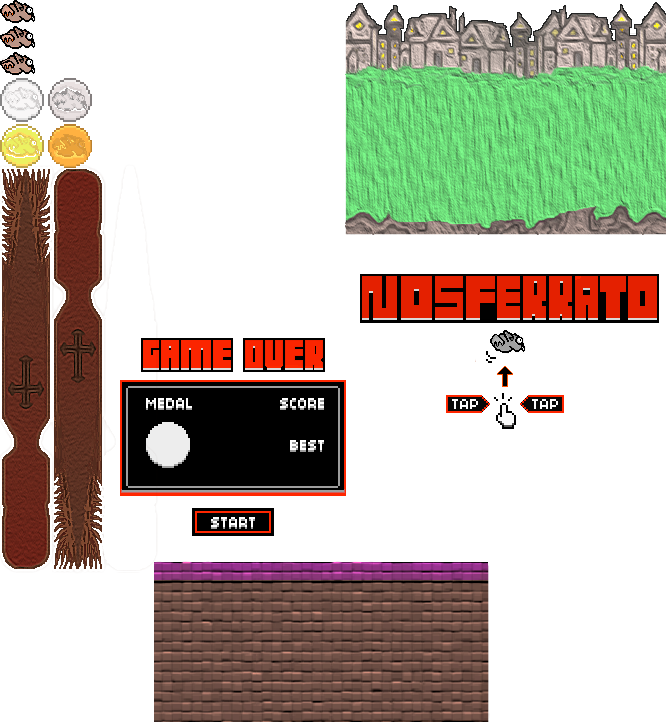 NOSFERRATO
GAME OVER
MEDAL SCORE
BEST
TAP TAP
START